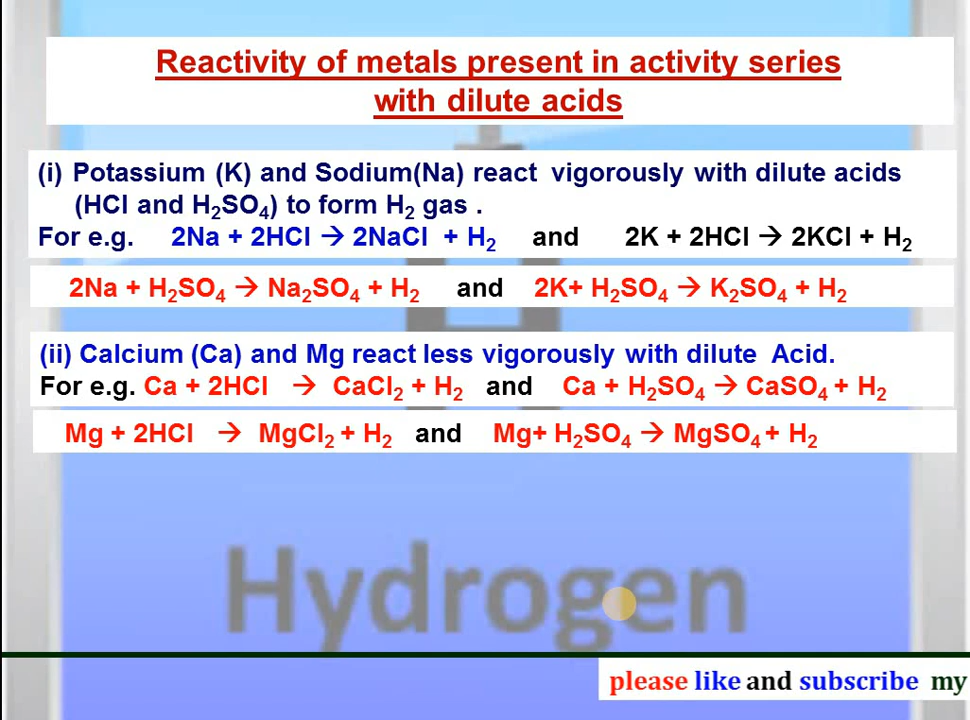 Reactivity of metals present in activity series
with dilute acids
(i) Potassium (K) and Sodium(Na) react vigorously with dilute acids
(HCl and H₂SO₄) to form H₂ gas .
For e.g. 2Na + 2HCl → 2NaCl + H₂ and 2K + 2HCl → 2KCl + H₂
2Na + H₂SO₄ → Na₂SO₄ + H₂ and 2K+ H₂SO₄ → K₂SO₄ + H₂
(ii) Calcium (Ca) and Mg react less vigorously with dilute Acid.
For e.g. Ca + 2HCl → CaCl₂ + H₂ and Ca + H₂SO₄ → CaSO₄ + H₂
Mg + 2HCl → MgCl₂ + H₂ and Mg+ H₂SO₄ → MgSO₄ + H₂
Hydrogen
please like and subscribe my